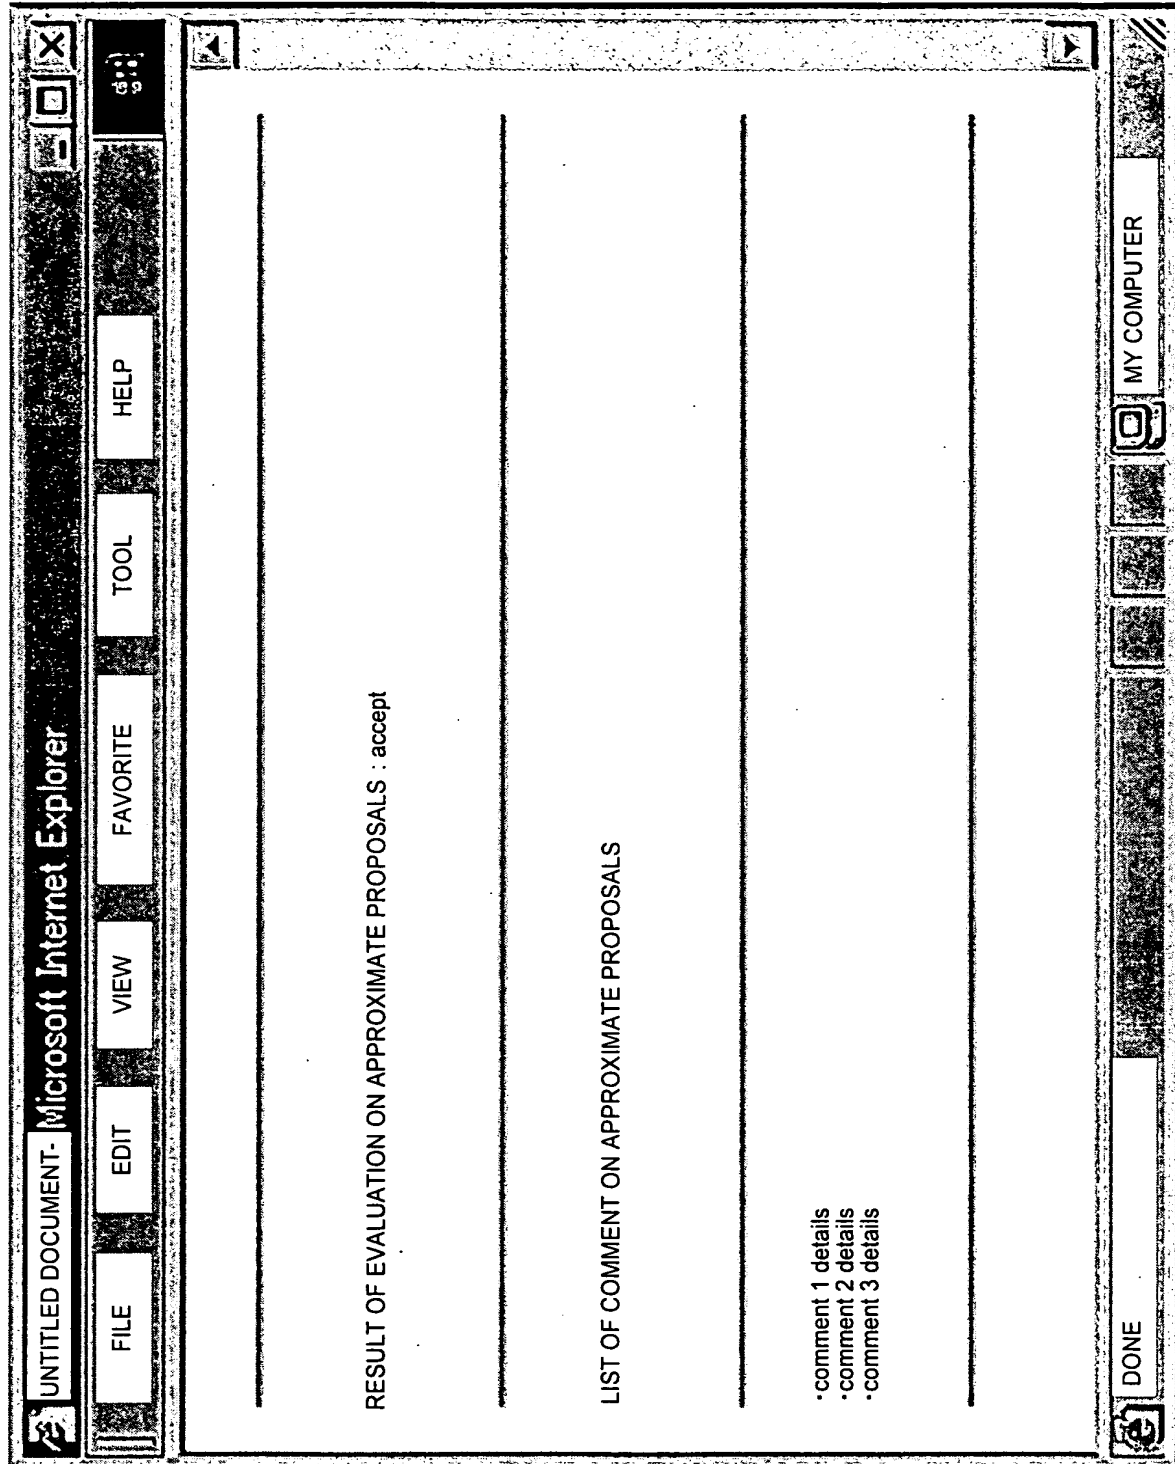 UNTITLED DOCUMENT- Microsoft Internet Explorer
FILE EDIT VIEW FAVORITE TOOL HELP
RESULT OF EVALUATION ON APPROXIMATE PROPOSALS : accept
LIST OF COMMENT ON APPROXIMATE PROPOSALS
・comment 1 details
・comment 2 details
・comment 3 details
DONE MY COMPUTER